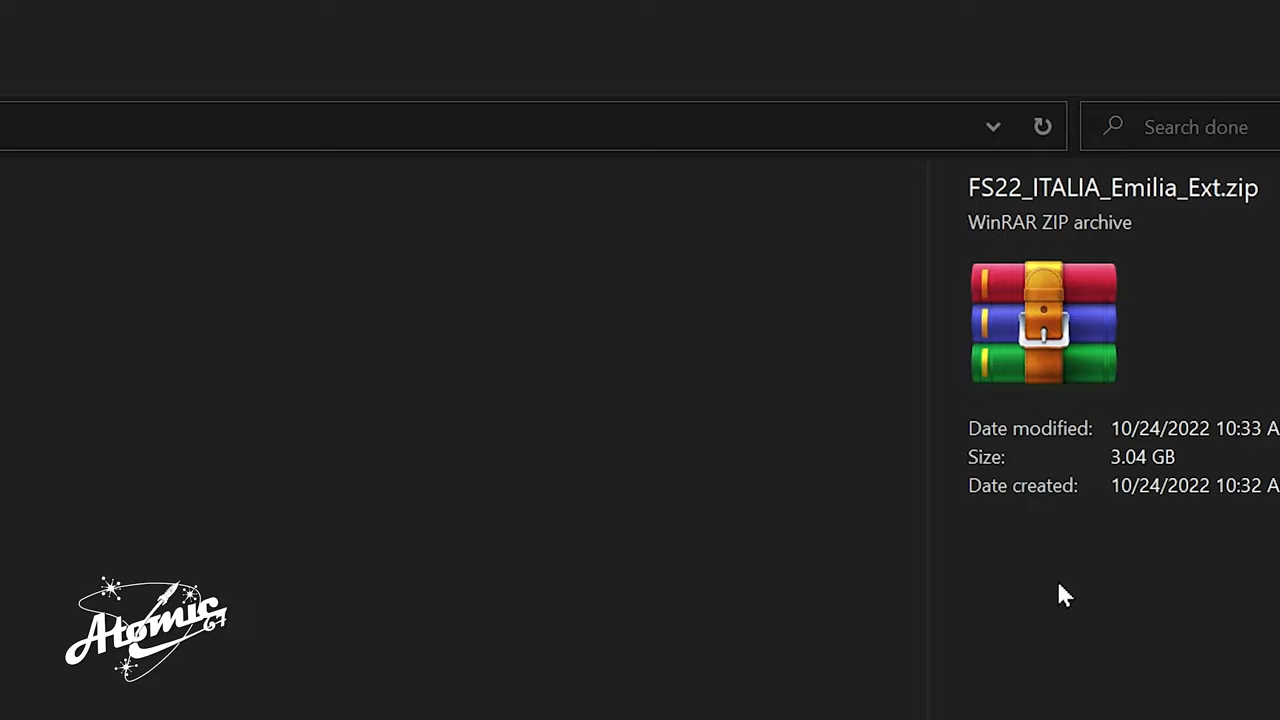 Search done
FS22_ITALIA_Emilia_Ext.zip
WinRAR ZIP archive
Date modified: 10/24/2022 10:33 A
Size: 3.04 GB
Date created: 10/24/2022 10:32 A
Atomic
67